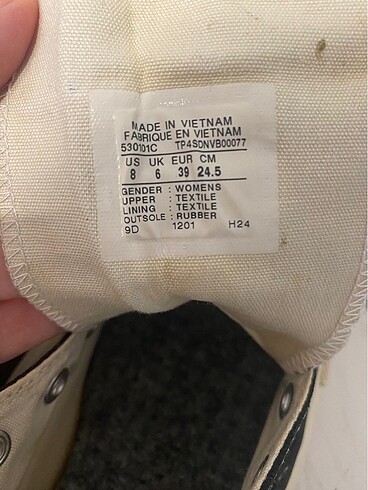 MADE IN VIETNAM
FABRIQUE EN VIETNAM
530101C TP4SDNVB00077
US UK EUR CM
8 6 39 24.5
GENDER : WOMENS
UPPER : TEXTILE
LINING : TEXTILE
OUTSOLE : RUBBER
9D 1201 H24